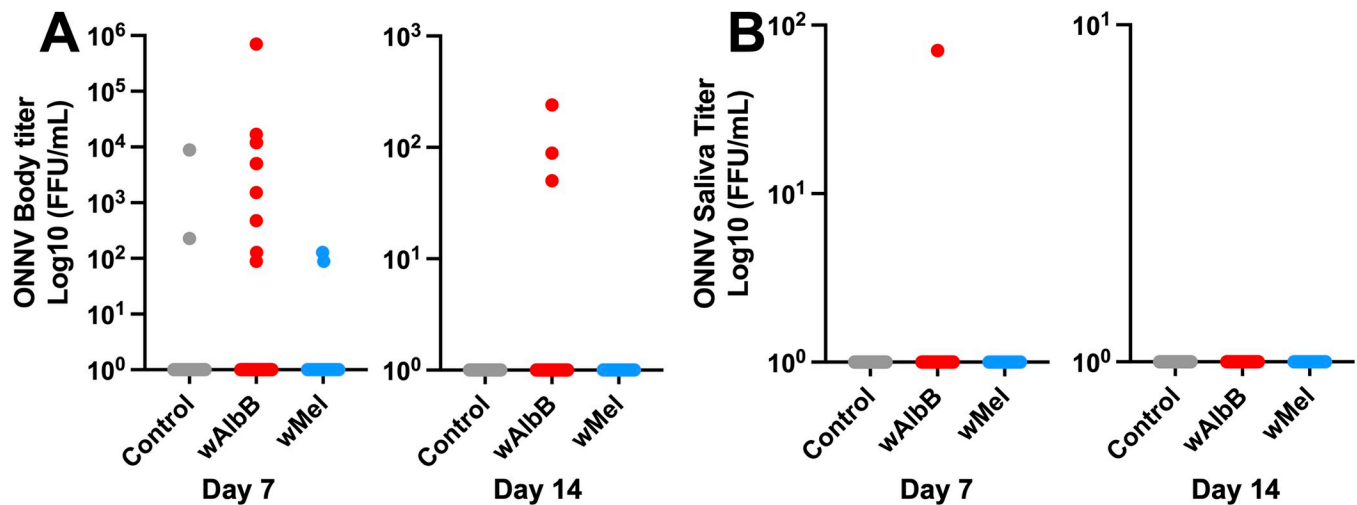 A
ONNV Body titer
Log10 (FFU/mL)
10⁶
10⁵
10⁴
10³
10²
10¹
10⁰
Control
wAlbB
wMel
Day 7
10³
10²
10¹
10⁰
Control
wAlbB
wMel
Day 14
B
ONNV Saliva Titer
Log10 (FFU/mL)
10²
10¹
10⁰
Control
wAlbB
wMel
Day 7
10¹
10⁰
Control
wAlbB
wMel
Day 14